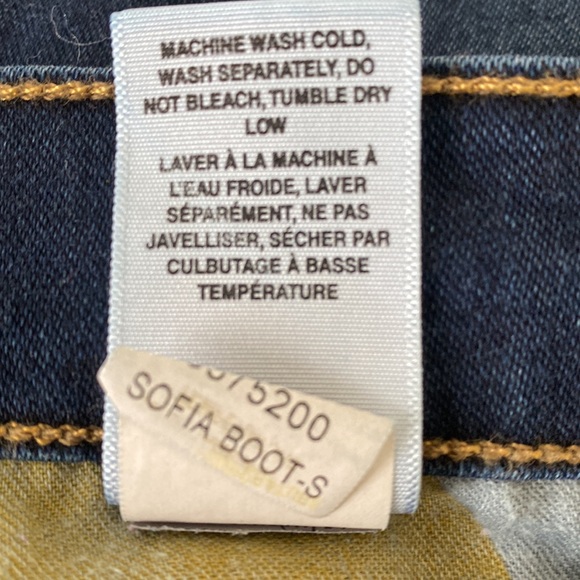 MACHINE WASH COLD,
WASH SEPARATELY, DO
NOT BLEACH, TUMBLE DRY
LOW
LAVER À LA MACHINE À
L'EAU FROIDE, LAVER
SÉPARÉMENT, NE PAS
JAVELLISER, SÉCHER PAR
CULBUTAGE À BASSE
TEMPÉRATURE
75200
SOFIA BOOT-S